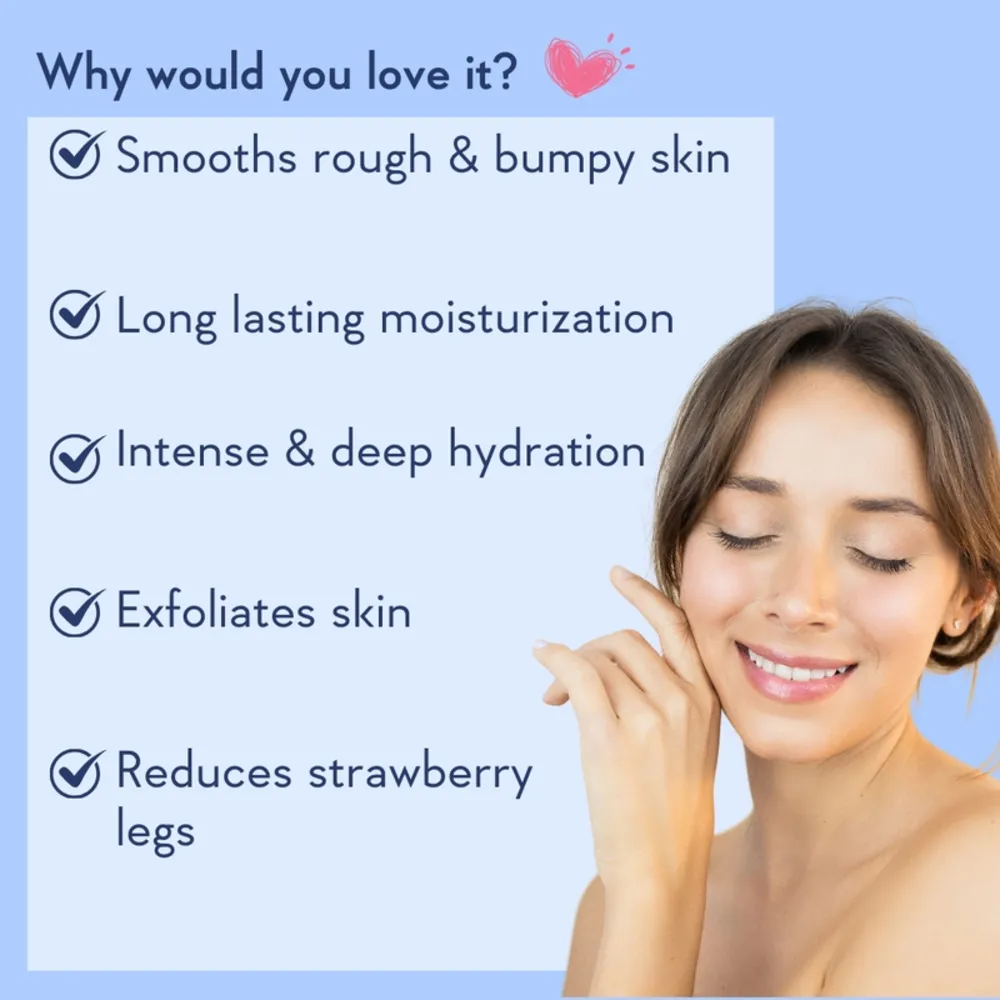 Why would you love it?
Smooths rough & bumpy skin
Long lasting moisturization
Intense & deep hydration
Exfoliates skin
Reduces strawberry
legs